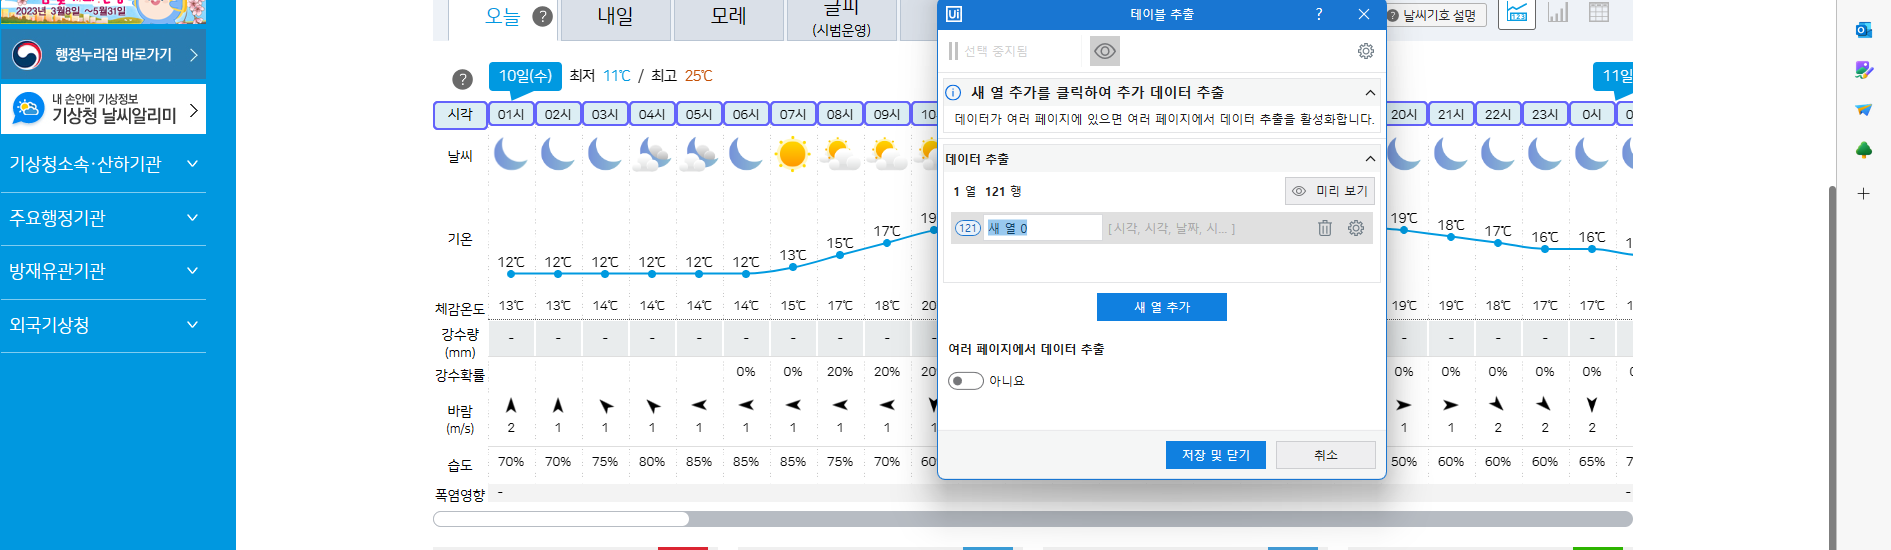 2023년 3월8일 ~5월31일
행정누리집 바로가기
내 손안에 기상정보
기상청 날씨알리미
기상청소속·산하기관
주요행정기관
방재유관기관
외국기상청
오늘 ?
내일
모레
글피
(시범운영)
? 날씨기호 설명
? 10일(수) 최저 11℃ / 최고 25℃
11일
시각 01시 02시 03시 04시 05시 06시 07시 08시 09시 20시 21시 22시 23시 0시
날씨
기온
12℃ 12℃ 12℃ 12℃ 12℃ 12℃ 13℃ 15℃ 17℃ 19℃ 18℃ 17℃ 16℃ 16℃
체감온도 13℃ 13℃ 14℃ 14℃ 14℃ 14℃ 15℃ 17℃ 18℃ 19℃ 19℃ 18℃ 17℃ 17℃
강수량
(mm)
- - - - - - - - - - - - - -
강수확률 0% 0% 20% 20% 0% 0% 0% 0% 0%
바람
(m/s)
2 1 1 1 1 1 1 1 1 1 1 2 2 2
습도 70% 70% 75% 80% 85% 85% 85% 75% 70% 50% 60% 60% 60% 65%
폭염영향 - -
Ui 테이블 추출 ?
선택 중지됨
새 열 추가를 클릭하여 추가 데이터 추출
데이터가 여러 페이지에 있으면 여러 페이지에서 데이터 추출을 활성화합니다.
데이터 추출
1 열 121 행
미리 보기
121 새 열 0 [시각, 시각, 날짜, 시... ]
새 열 추가
여러 페이지에서 데이터 추출
아니요
저장 및 닫기
취소